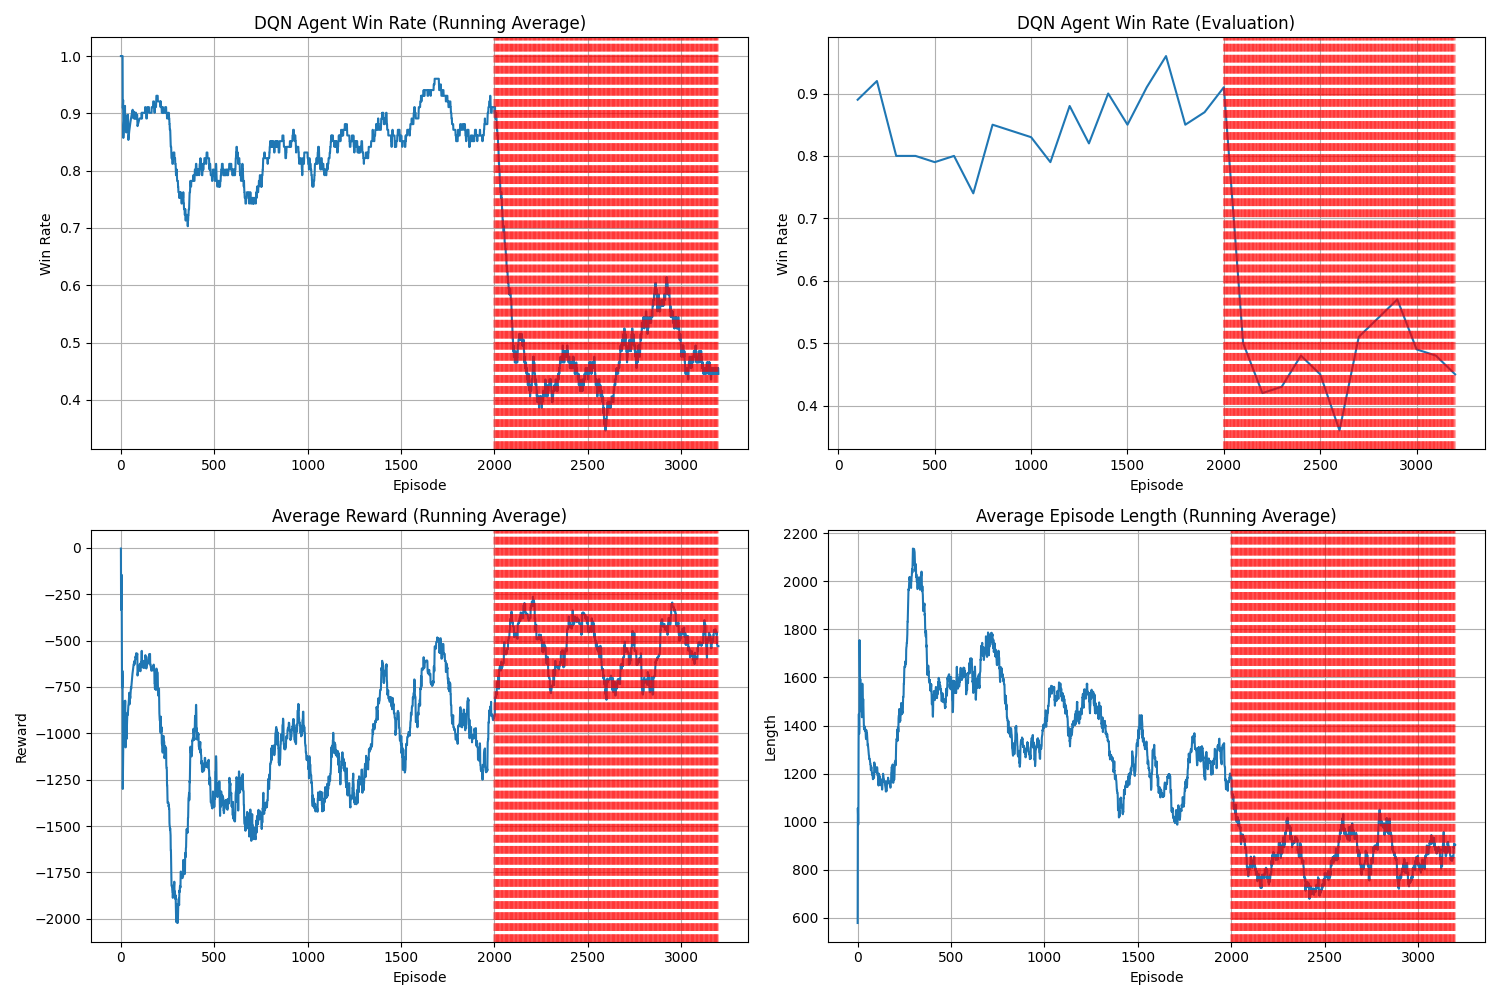 DQN Agent Win Rate (Running Average)
1.0
0.9
0.8
0.7
0.6
0.5
0.4
Win Rate
0 500 1000 1500 2000 2500 3000
Episode
DQN Agent Win Rate (Evaluation)
0.9
0.8
0.7
0.6
0.5
0.4
Win Rate
0 500 1000 1500 2000 2500 3000
Episode
Average Reward (Running Average)
0
−250
−500
−750
−1000
−1250
−1500
−1750
−2000
Reward
0 500 1000 1500 2000 2500 3000
Episode
Average Episode Length (Running Average)
2200
2000
1800
1600
1400
1200
1000
800
600
Length
0 500 1000 1500 2000 2500 3000
Episode